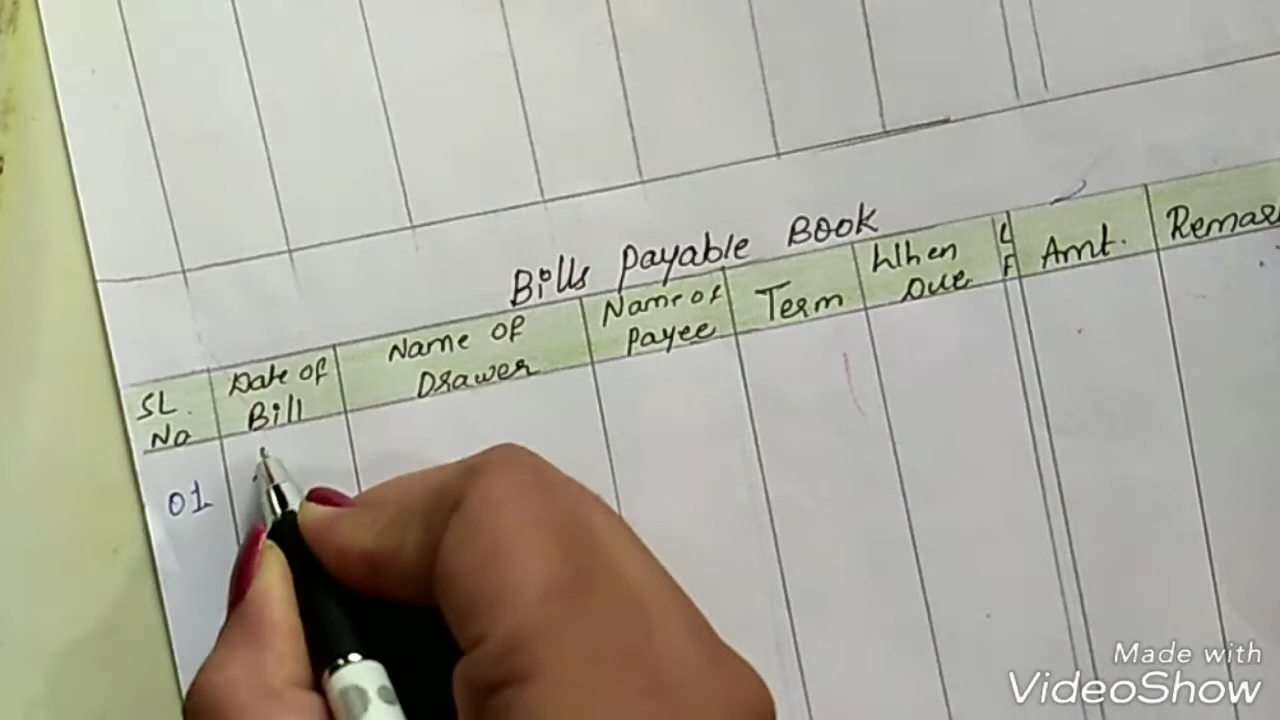 Bills Payable Book
SL.
No
Date of
Bill
Name of
Drawer
Name of
Payee
Term
When
Due
L
F
Amt.
Remar
01
Made with
VideoShow